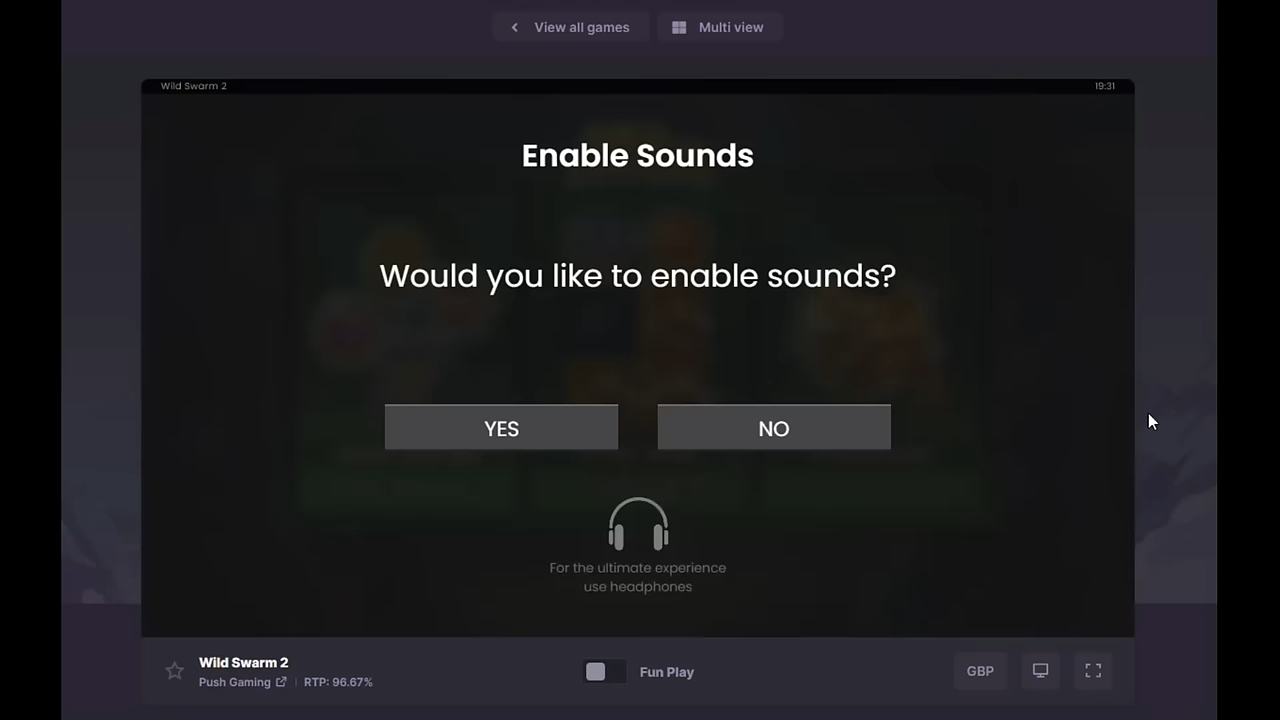 View all games
Multi view
Wild Swarm 2
19:31
Enable Sounds
Would you like to enable sounds?
YES
NO
For the ultimate experience
use headphones
Wild Swarm 2
Push Gaming
RTP: 96.67%
Fun Play
GBP